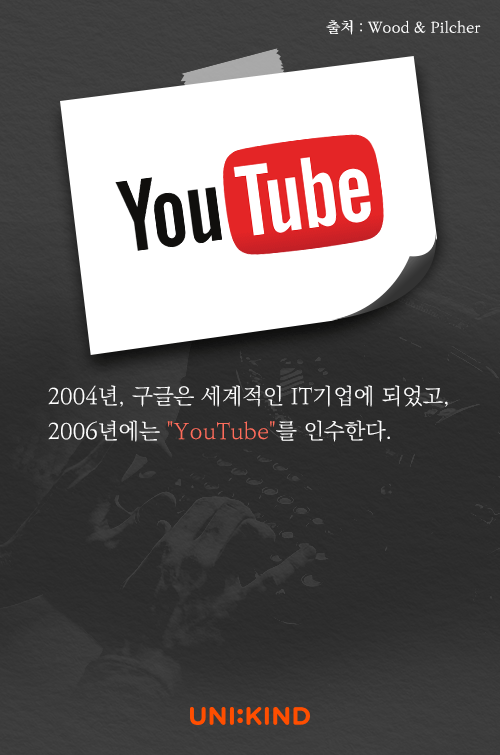 출처 : Wood & Pilcher
YouTube
2004년, 구글은 세계적인 IT기업에 되었고,
2006년에는 "YouTube"를 인수한다.
UNI:KIND